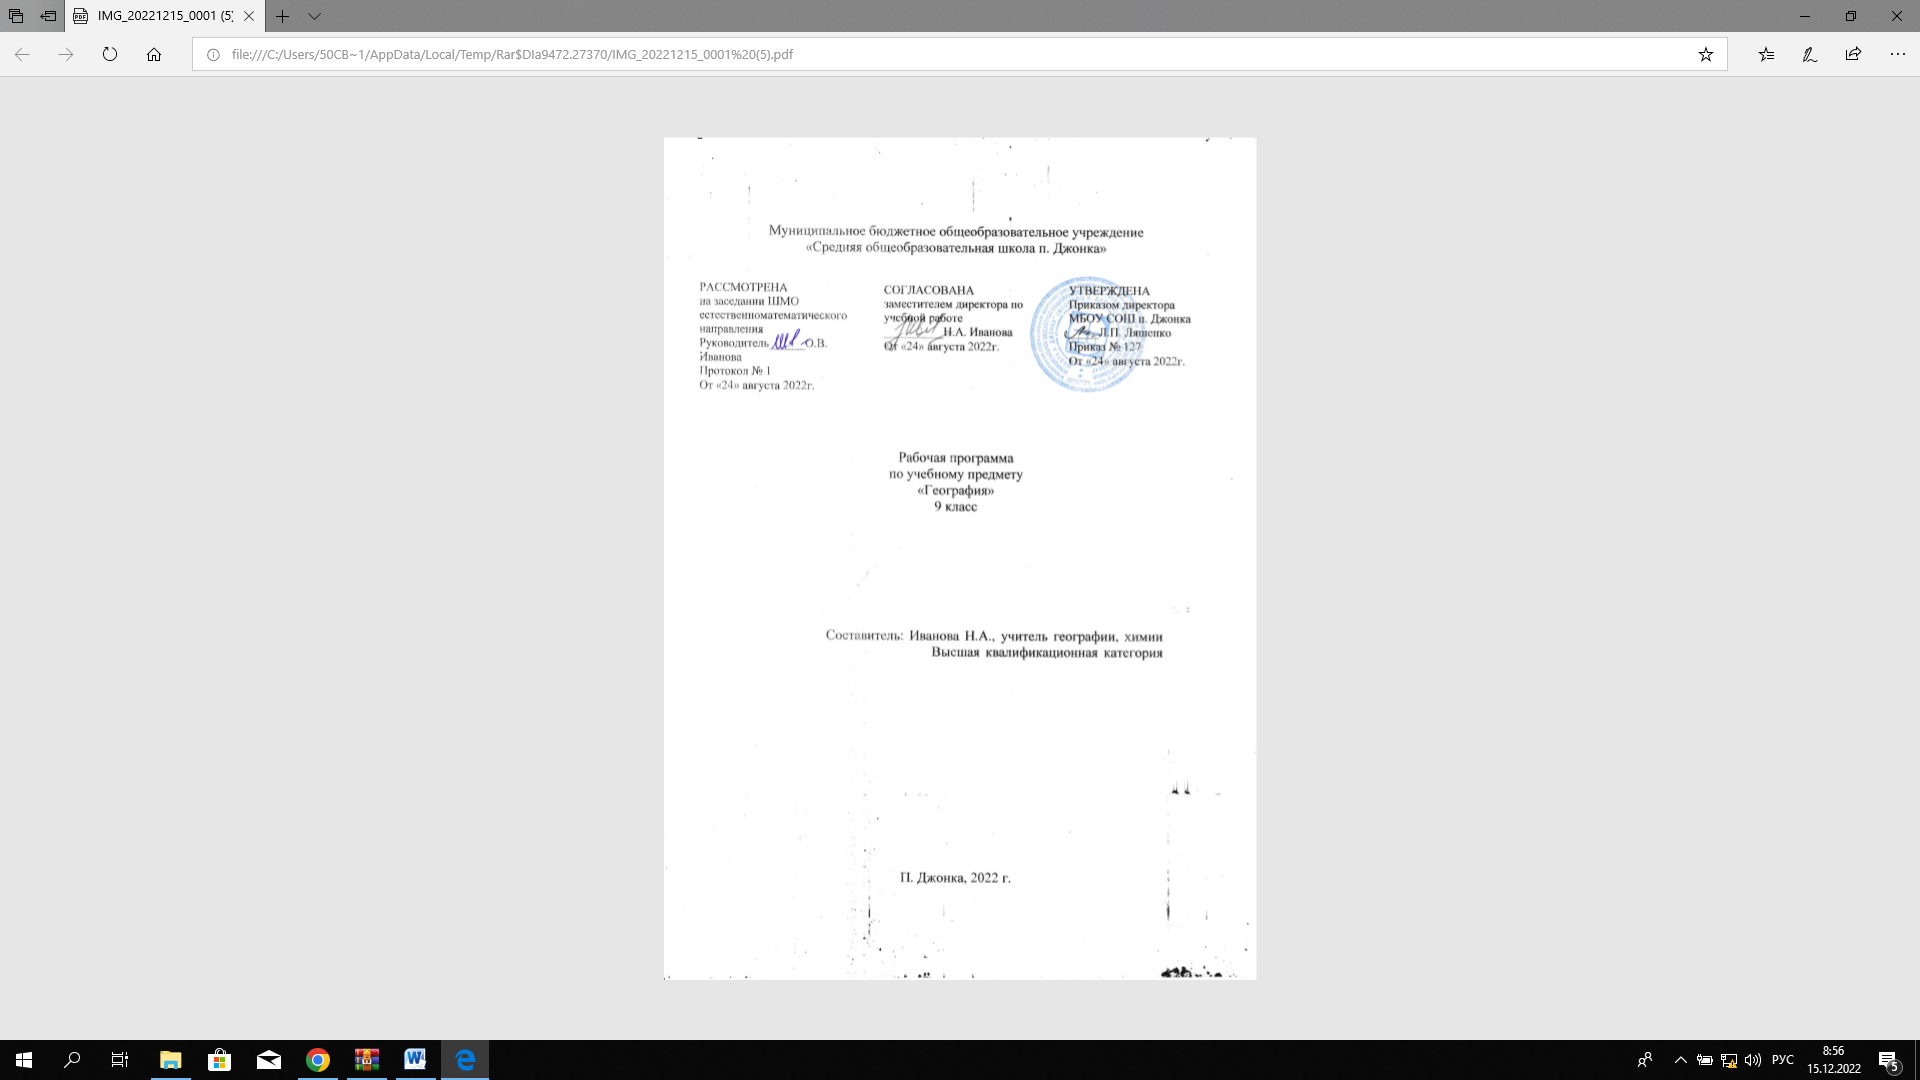 IMG_20221215_0001 (5)
file:///C:/Users/50CB~1/AppData/Local/Temp/Rar$DIa9472.27370/IMG_20221215_0001%20(5).pdf
Муниципальное бюджетное общеобразовательное учреждение
«Средняя общеобразовательная школа п. Джонка»
РАССМОТРЕНА
на заседании ШМО
естественноматематического
направления
Руководитель ______О.В.
Иванова
Протокол № 1
От «24» августа 2022г.
СОГЛАСОВАНА
заместителем директора по
учебной работе
__________Н.А. Иванова
От «24» августа 2022г.
УТВЕРЖДЕНА
Приказом директора
МБОУ СОШ п. Джонка
_____Л.П. Ляшенко
Приказ № 127
От «24» августа 2022г.
Рабочая программа
по учебному предмету
«География»
9 класс
Составитель: Иванова Н.А., учитель географии, химии
Высшая квалификационная категория
П. Джонка, 2022 г.
РУС
8:56
15.12.2022
5